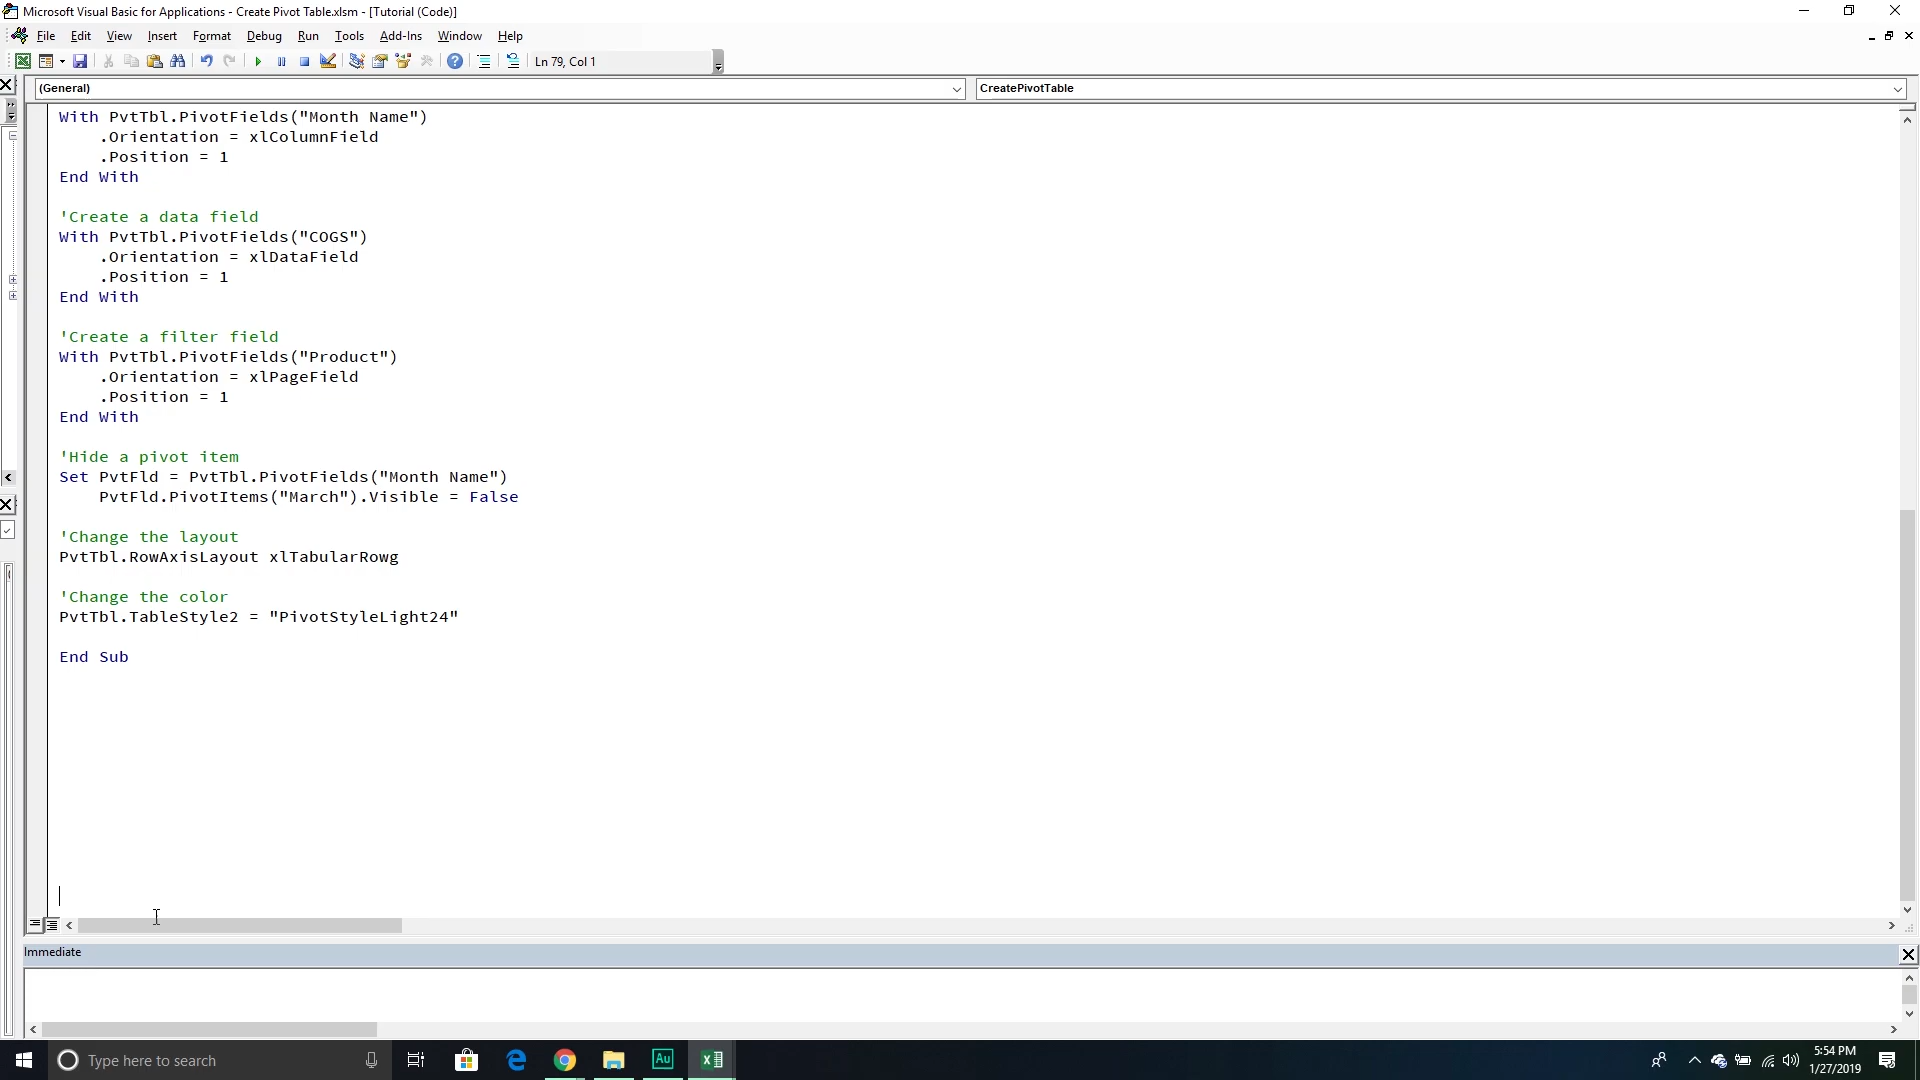 Microsoft Visual Basic for Applications - Create Pivot Table.xlsm - [Tutorial (Code)]
File Edit View Insert Format Debug Run Tools Add-Ins Window Help
Ln 79, Col 1
(General) CreatePivotTable
With PvtTbl.PivotFields("Month Name")
.Orientation = xlColumnField
.Position = 1
End With
'Create a data field
With PvtTbl.PivotFields("COGS")
.Orientation = xlDataField
.Position = 1
End With
'Create a filter field
With PvtTbl.PivotFields("Product")
.Orientation = xlPageField
.Position = 1
End With
'Hide a pivot item
Set PvtFld = PvtTbl.PivotFields("Month Name")
PvtFld.PivotItems("March").Visible = False
'Change the layout
PvtTbl.RowAxisLayout xlTabularRowg
'Change the color
PvtTbl.TableStyle2 = "PivotStyleLight24"
End Sub
Immediate
Type here to search
Au
5:54 PM
1/27/2019